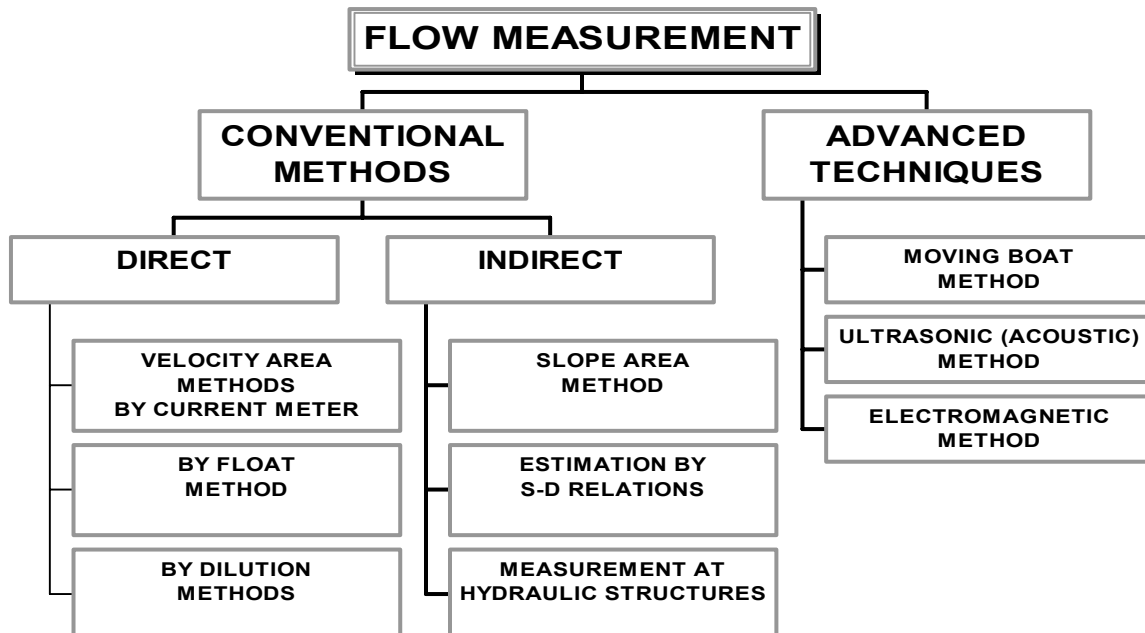 FLOW MEASUREMENT
CONVENTIONAL
METHODS
ADVANCED
TECHNIQUES
DIRECT
INDIRECT
VELOCITY AREA
METHODS
BY CURRENT METER
BY FLOAT
METHOD
BY DILUTION
METHODS
SLOPE AREA
METHOD
ESTIMATION BY
S-D RELATIONS
MEASUREMENT AT
HYDRAULIC STRUCTURES
MOVING BOAT
METHOD
ULTRASONIC (ACOUSTIC)
METHOD
ELECTROMAGNETIC
METHOD